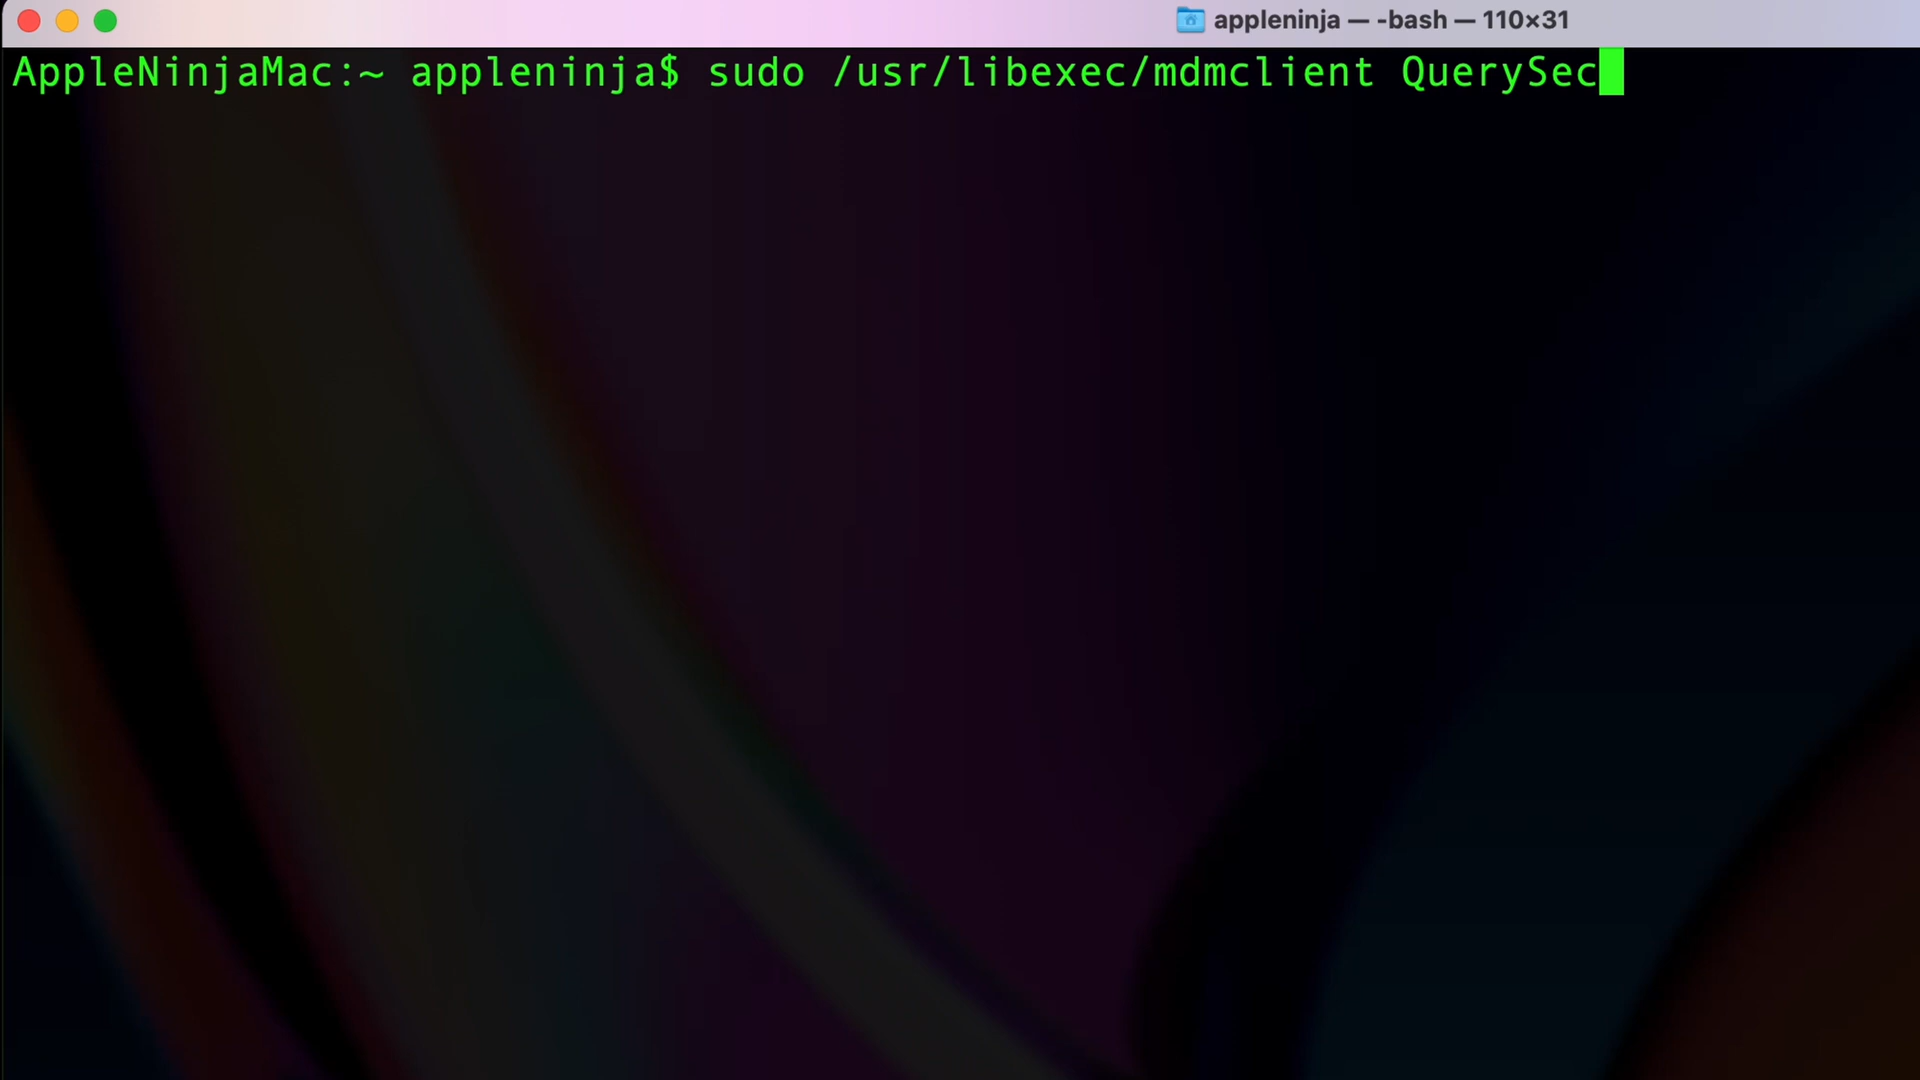 appleninja — -bash — 110×31
AppleNinjaMac:~ appleninja$ sudo /usr/libexec/mdmclient QuerySec